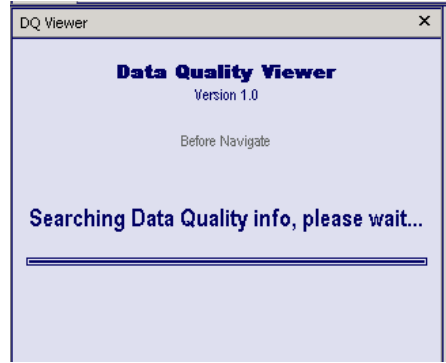 DQ Viewer
Data Quality Viewer
Version 1.0
Before Navigate
Searching Data Quality info, please wait...